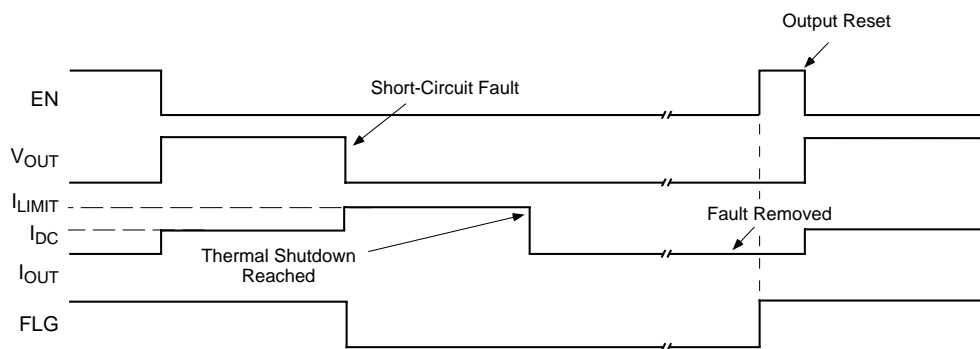 Output Reset
EN
Short-Circuit Fault
VOUT
ILIMIT
IDC
Fault Removed
Thermal Shutdown
Reached
IOUT
FLG